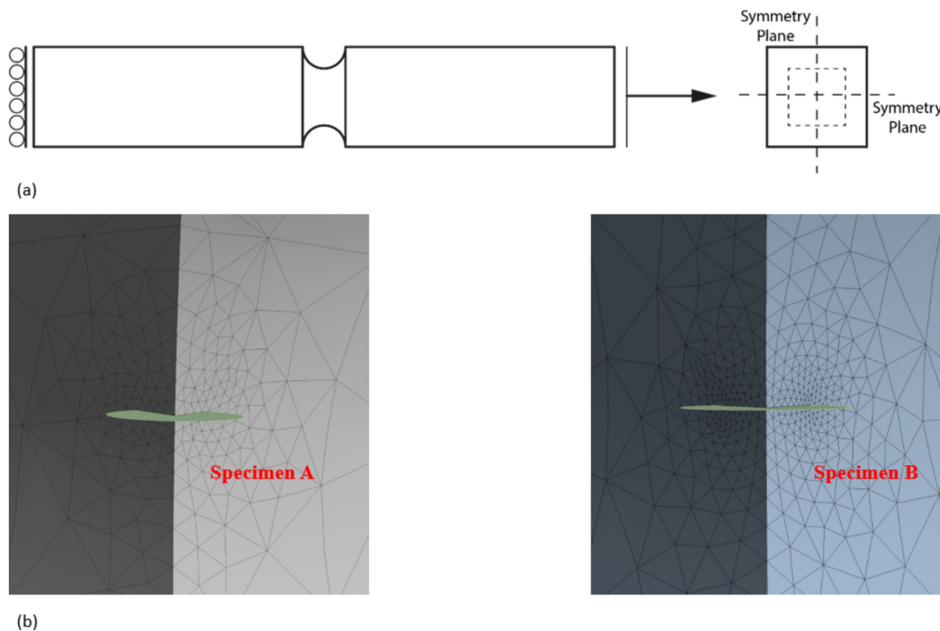 Symmetry
Plane
Symmetry
Plane
(a)
Specimen A
Specimen B
(b)